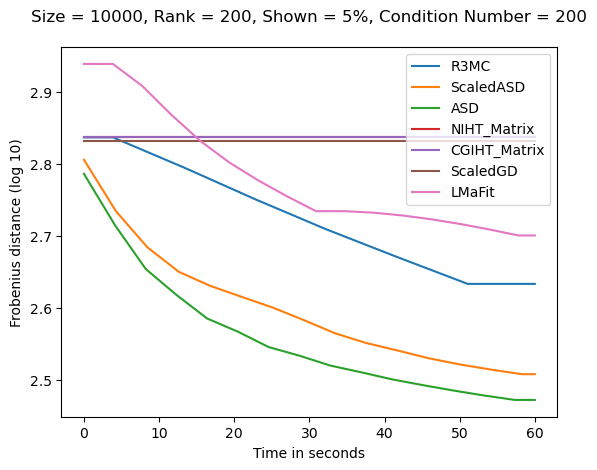 Size = 10000, Rank = 200, Shown = 5%, Condition Number = 200
R3MC
ScaledASD
ASD
NIHT_Matrix
CGIHT_Matrix
ScaledGD
LMaFit
Frobenius distance (log 10)
2.9
2.8
2.7
2.6
2.5
0 10 20 30 40 50 60
Time in seconds